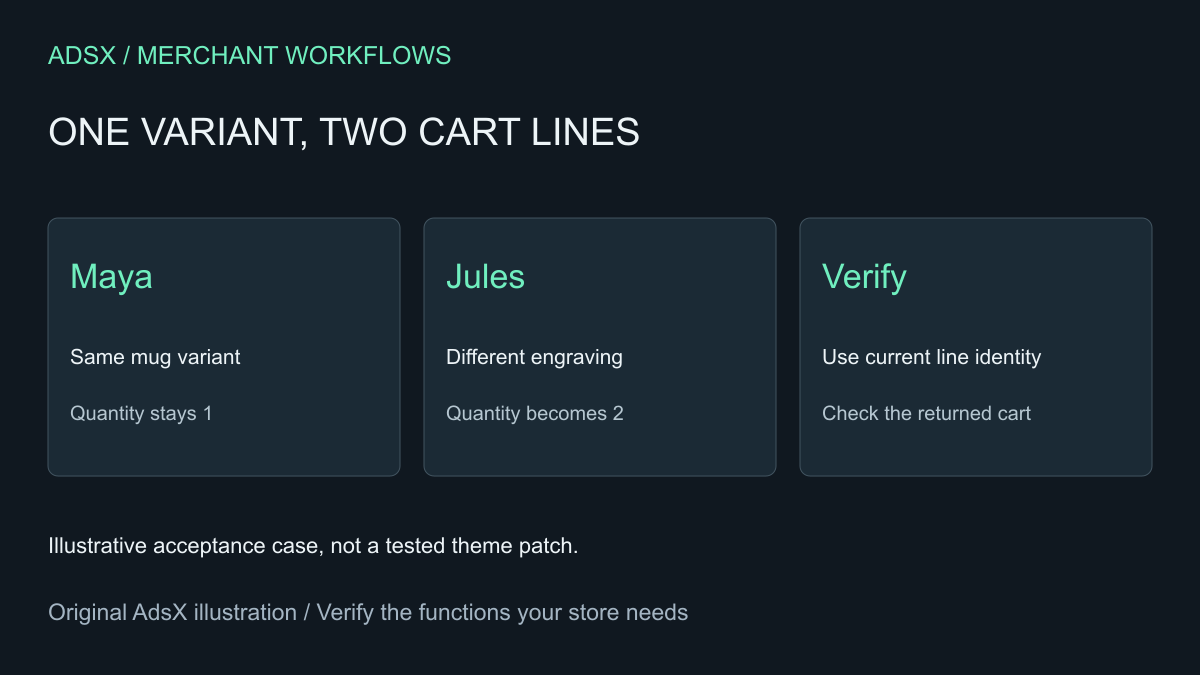 ADSX / MERCHANT WORKFLOWS
ONE VARIANT, TWO CART LINES
Maya
Same mug variant
Quantity stays 1
Jules
Different engraving
Quantity becomes 2
Verify
Use current line identity
Check the returned cart
Illustrative acceptance case, not a tested theme patch.
Original AdsX illustration / Verify the functions your store needs